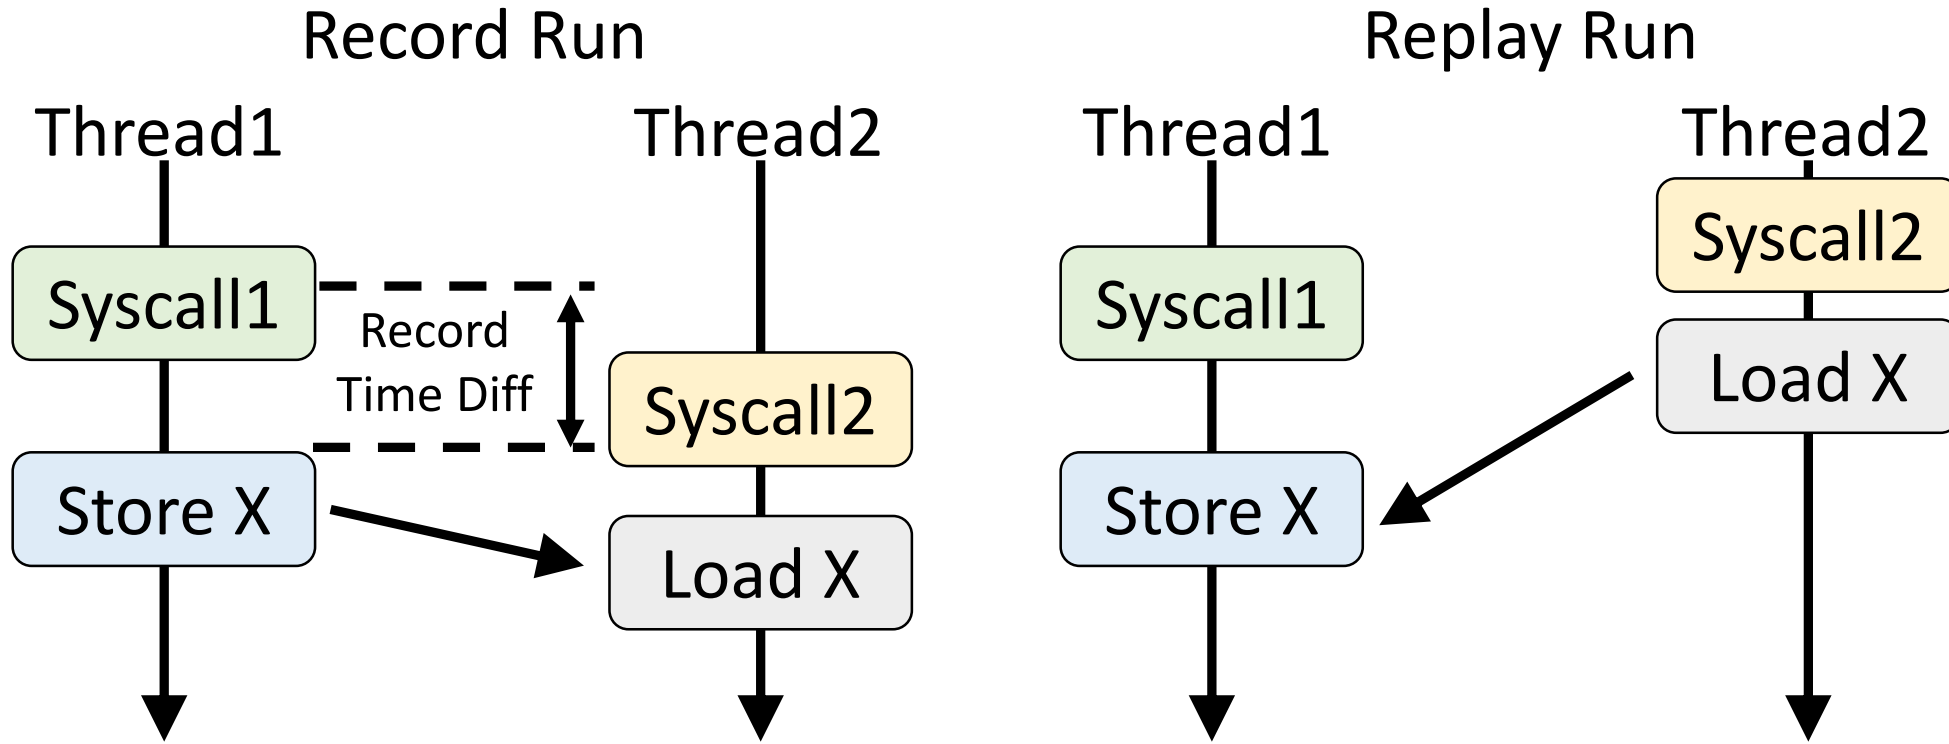 Record Run
Thread1
Thread2
Syscall1
Record
Time Diff
Syscall2
Store X
Load X
Replay Run
Thread1
Thread2
Syscall2
Syscall1
Load X
Store X